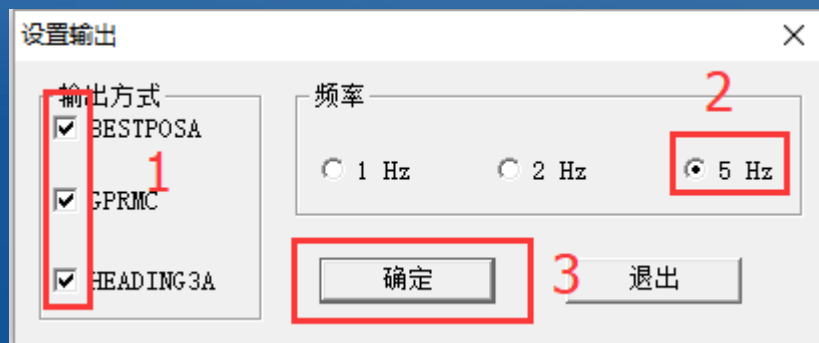 设置输出
输出方式
BESTPOSA
GPRMC
HEADING3A
1
频率
2
1 Hz
2 Hz
5 Hz
确定
3
退出